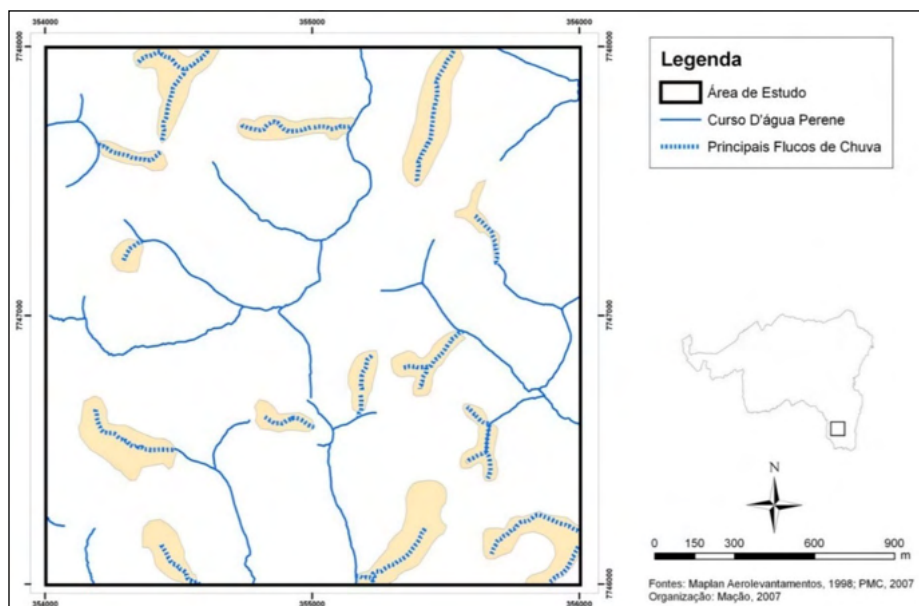 354000
355000
356000
7748000
7748000
Legenda
Área de Estudo
Curso D'água Perene
Principais Flucos de Chuva
7747000
7747000
N
0 150 300 600 900
m
7746000
7746000
354000
355000
356000
Fontes: Maplan Aerolevantamentos, 1998; PMC, 2007
Organização: Mação, 2007